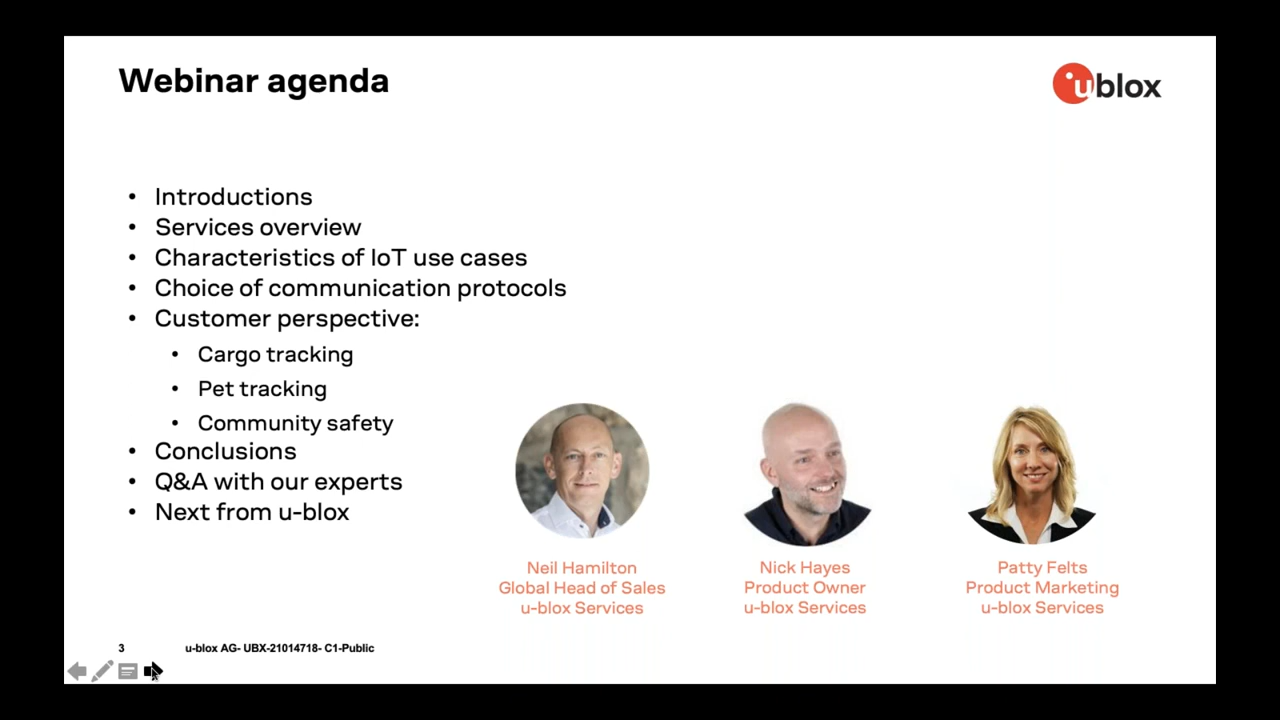 Webinar agenda
ublox
• Introductions
• Services overview
• Characteristics of IoT use cases
• Choice of communication protocols
• Customer perspective:
• Cargo tracking
• Pet tracking
• Community safety
• Conclusions
• Q&A with our experts
• Next from u-blox
Neil Hamilton
Global Head of Sales
u-blox Services
Nick Hayes
Product Owner
u-blox Services
Patty Felts
Product Marketing
u-blox Services
3
u-blox AG- UBX-21014718- C1-Public